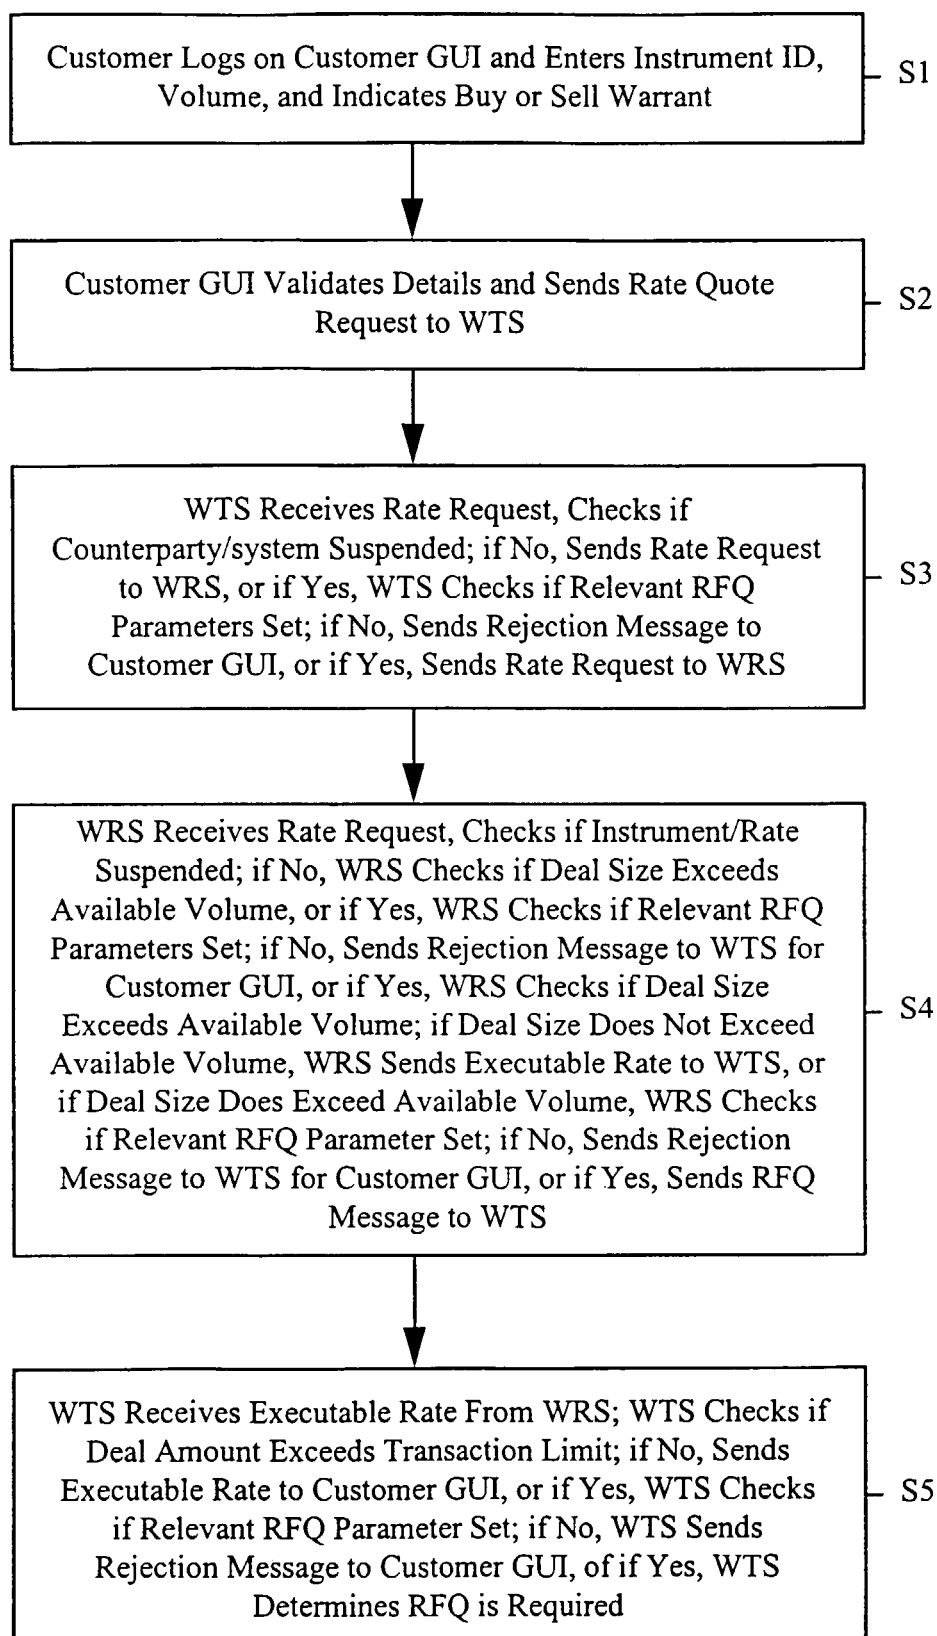 Customer Logs on Customer GUI and Enters Instrument ID,
Volume, and Indicates Buy or Sell Warrant
S1
Customer GUI Validates Details and Sends Rate Quote
Request to WTS
S2
WTS Receives Rate Request, Checks if
Counterparty/system Suspended; if No, Sends Rate Request
to WRS, or if Yes, WTS Checks if Relevant RFQ
Parameters Set; if No, Sends Rejection Message to
Customer GUI, or if Yes, Sends Rate Request to WRS
S3
WRS Receives Rate Request, Checks if Instrument/Rate
Suspended; if No, WRS Checks if Deal Size Exceeds
Available Volume, or if Yes, WRS Checks if Relevant RFQ
Parameters Set; if No, Sends Rejection Message to WTS for
Customer GUI, or if Yes, WRS Checks if Deal Size
Exceeds Available Volume; if Deal Size Does Not Exceed
Available Volume, WRS Sends Executable Rate to WTS, or
if Deal Size Does Exceed Available Volume, WRS Checks
if Relevant RFQ Parameter Set; if No, Sends Rejection
Message to WTS for Customer GUI, or if Yes, Sends RFQ
Message to WTS
S4
WTS Receives Executable Rate From WRS; WTS Checks if
Deal Amount Exceeds Transaction Limit; if No, Sends
Executable Rate to Customer GUI, or if Yes, WTS Checks
if Relevant RFQ Parameter Set; if No, WTS Sends
Rejection Message to Customer GUI, of if Yes, WTS
Determines RFQ is Required
S5